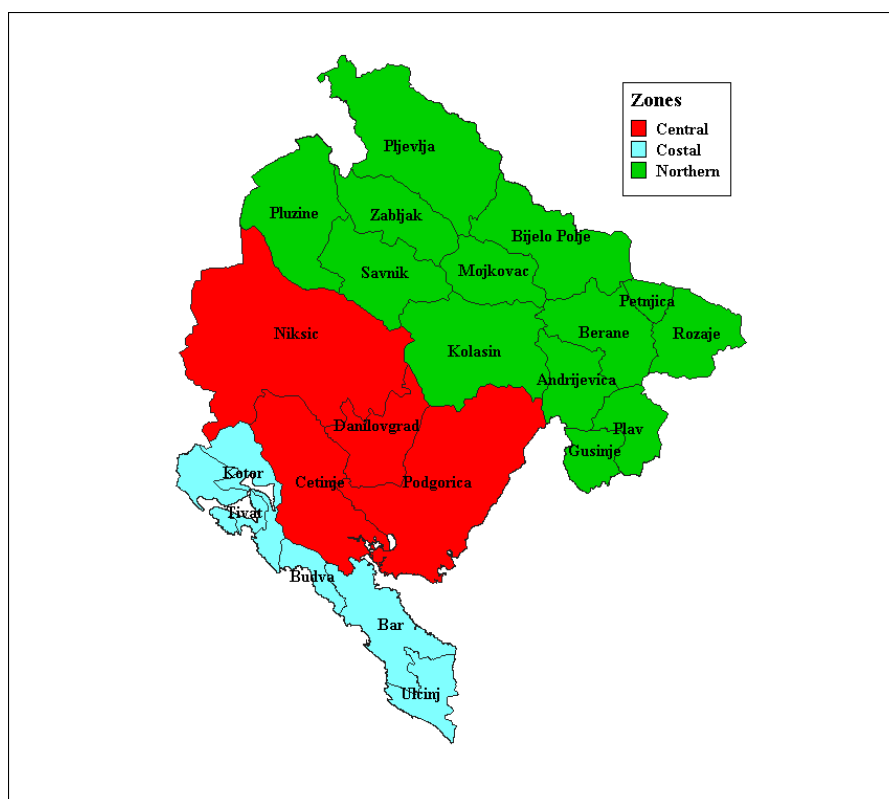 Zones
Central
Costal
Northern
Pljevlja
Pluzine
Zabljak
Bijelo Polje
Savnik
Mojkovac
Petnjica
Niksic
Kolasin
Berane
Rozaje
Andrijevica
Danilovgrad
Plav
Gusinje
Kotor
Cetinje
Podgorica
Tivat
Budva
Bar
Ulcinj